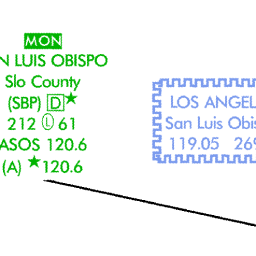 MON
N LUIS OBISPO
Slo County
(SBP) D★
212 Ⓛ 61
ASOS 120.6
(A) ★120.6
LOS ANGEL
San Luis Obis
119.05 269